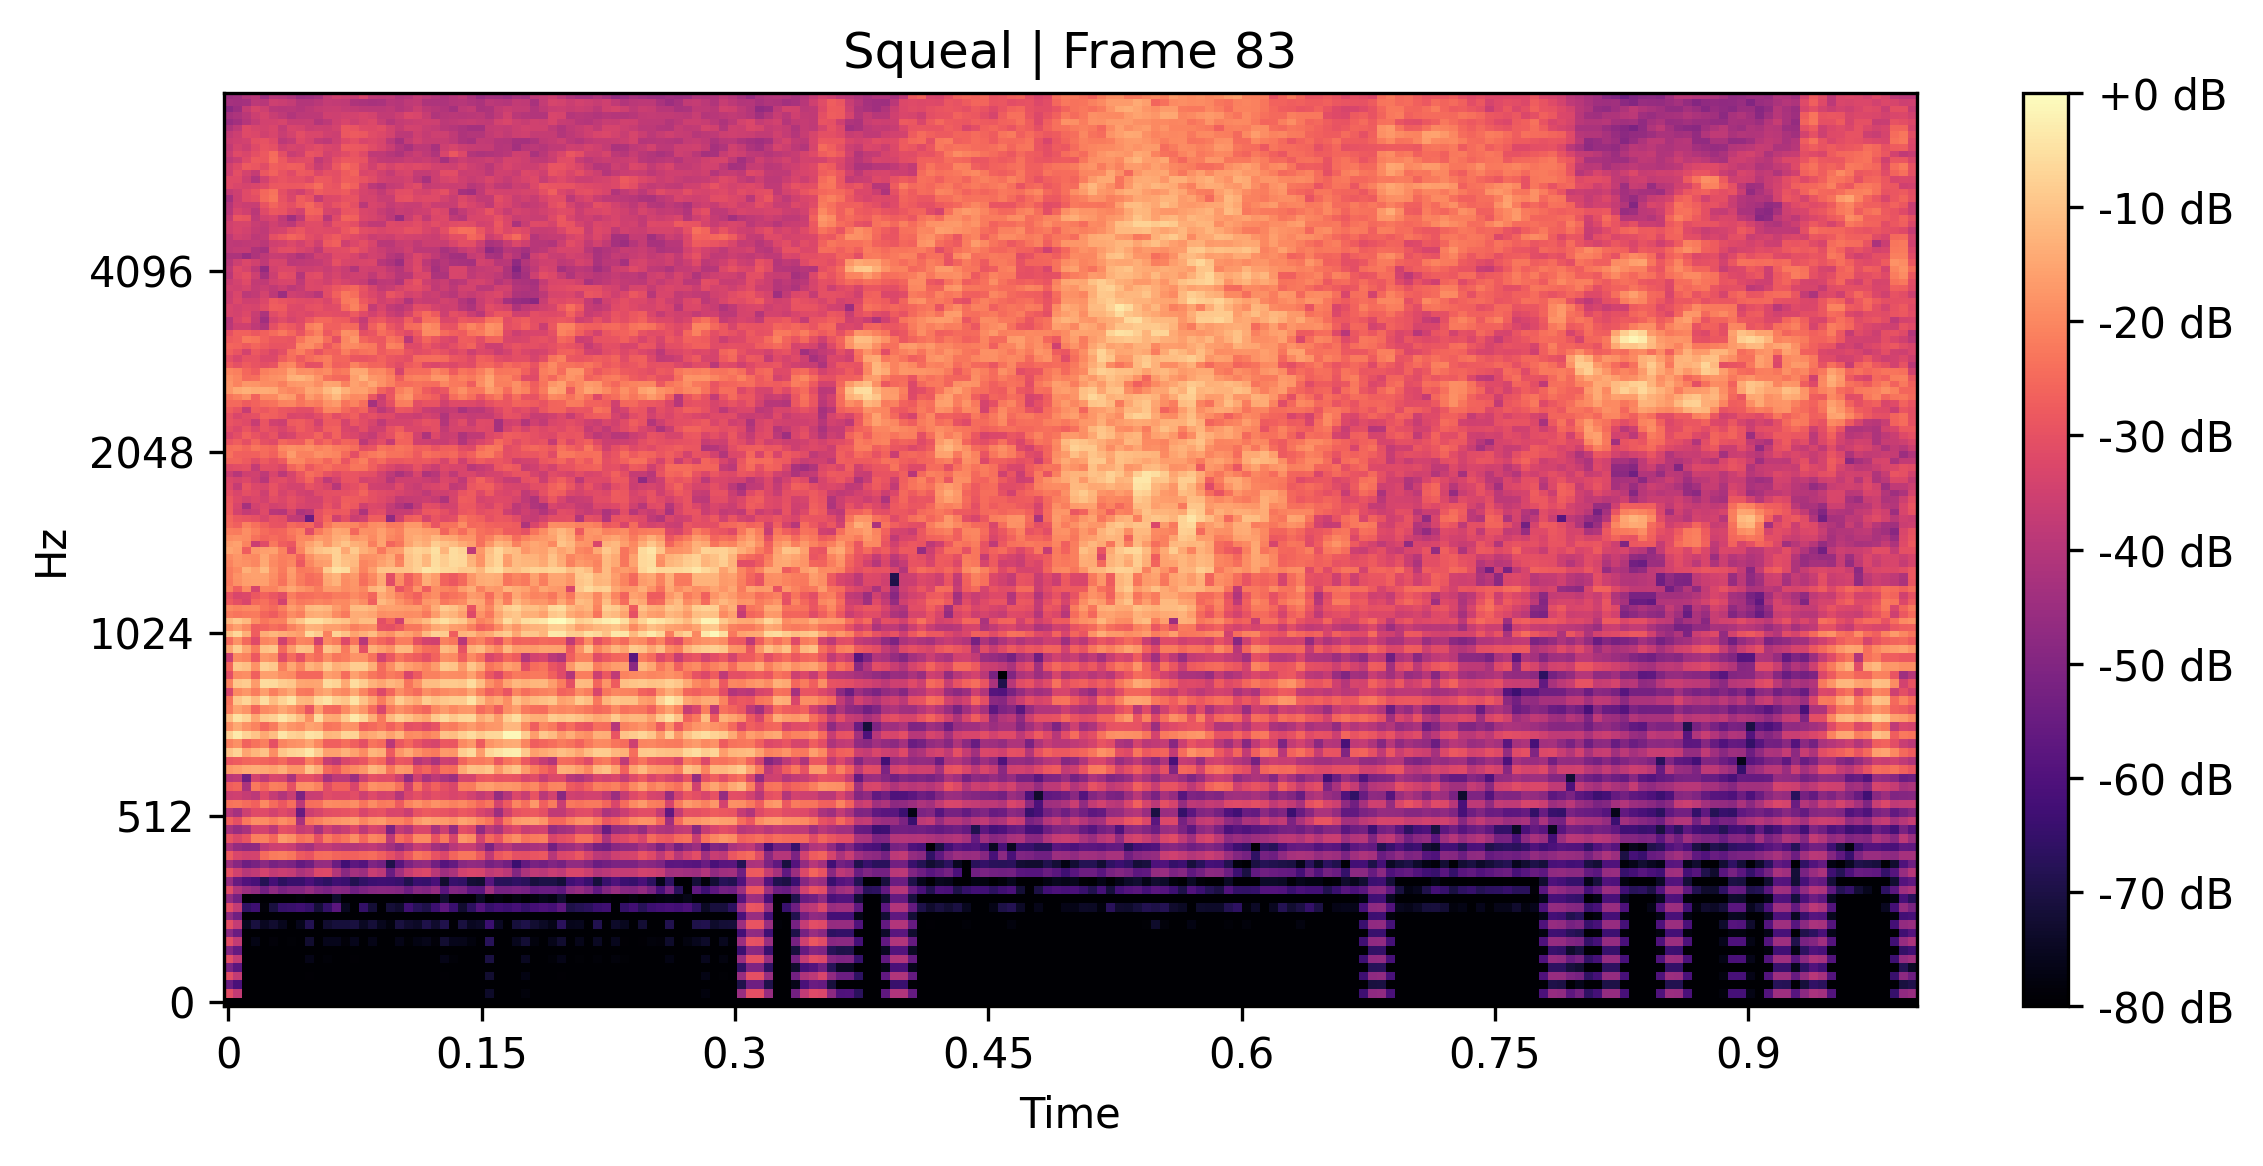 Squeal | Frame 83
Hz
4096
2048
1024
512
0
0 0.15 0.3 0.45 0.6 0.75 0.9
Time
+0 dB
-10 dB
-20 dB
-30 dB
-40 dB
-50 dB
-60 dB
-70 dB
-80 dB